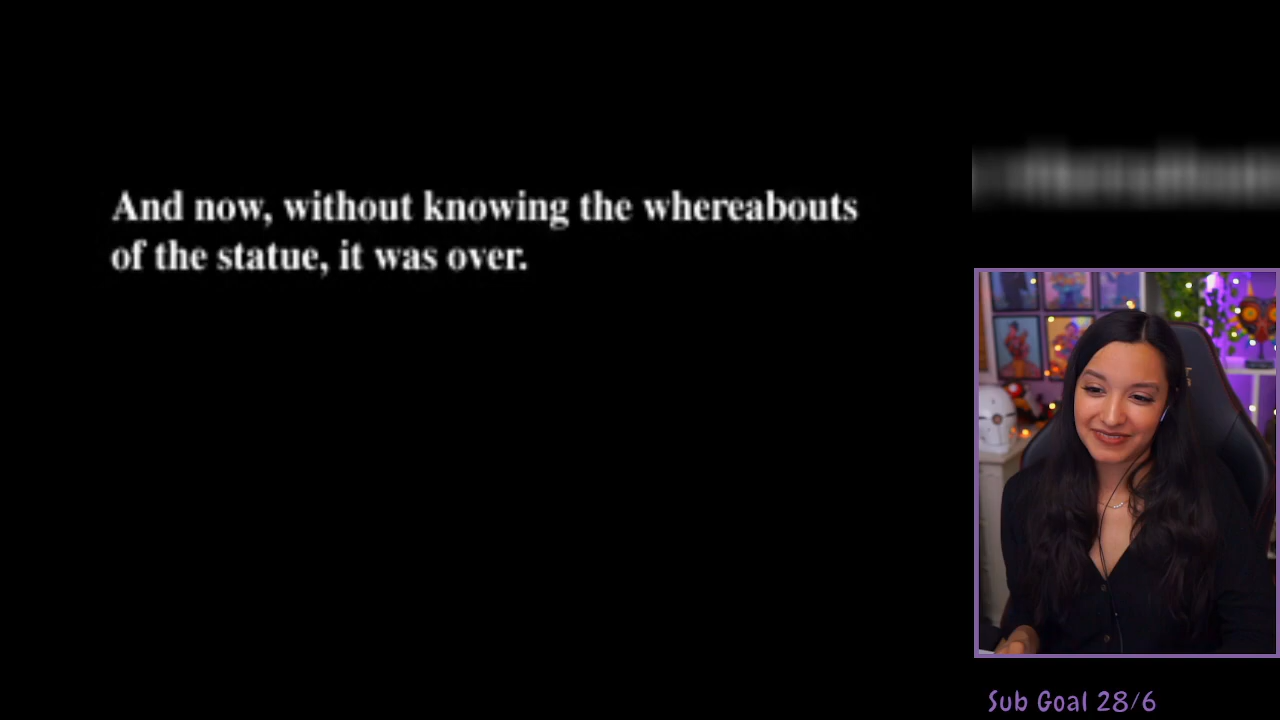 And now, without knowing the whereabouts
of the statue, it was over.
Sub Goal 28/6